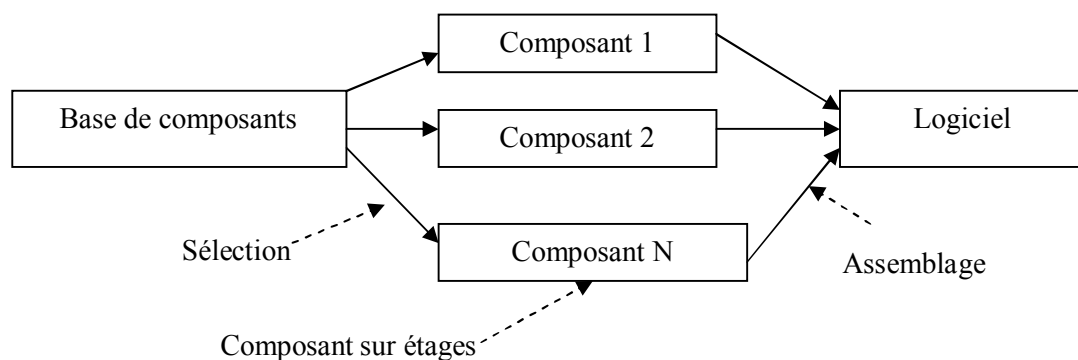 Composant 1
Base de composants
Composant 2
Logiciel
Sélection
Composant N
Assemblage
Composant sur étages